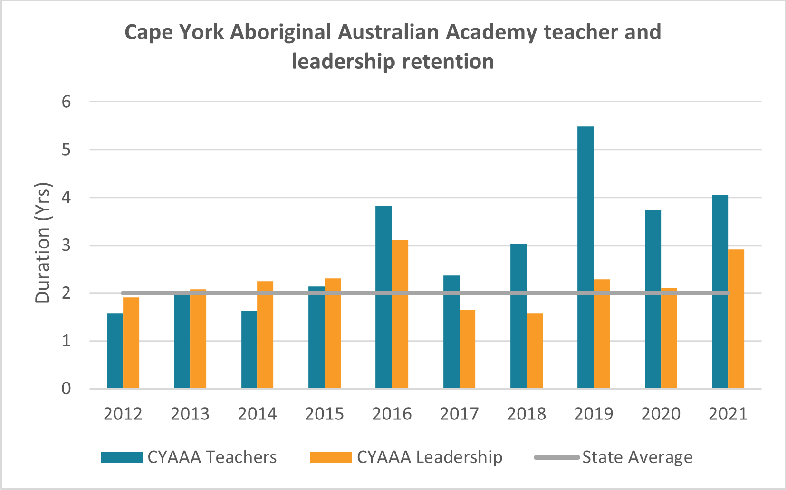 Cape York Aboriginal Australian Academy teacher and
leadership retention
6
5
4
3
2
1
0
Duration (Yrs)
2012 2013 2014 2015 2016 2017 2018 2019 2020 2021
CYAAA Teachers CYAAA Leadership State Average